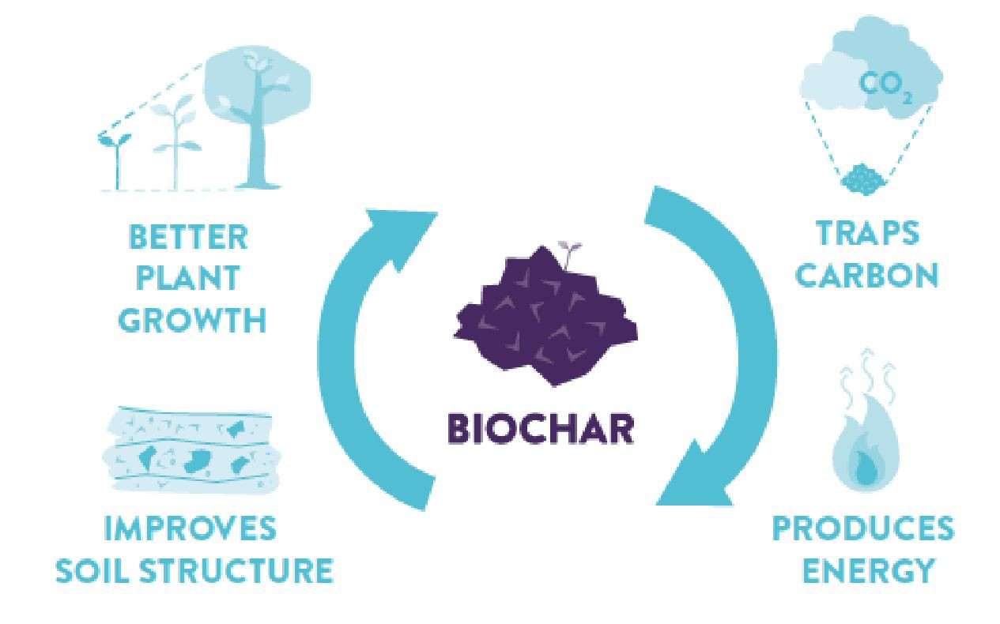 CO₂
BETTER
PLANT
GROWTH
TRAPS
CARBON
BIOCHAR
IMPROVES
SOIL STRUCTURE
PRODUCES
ENERGY